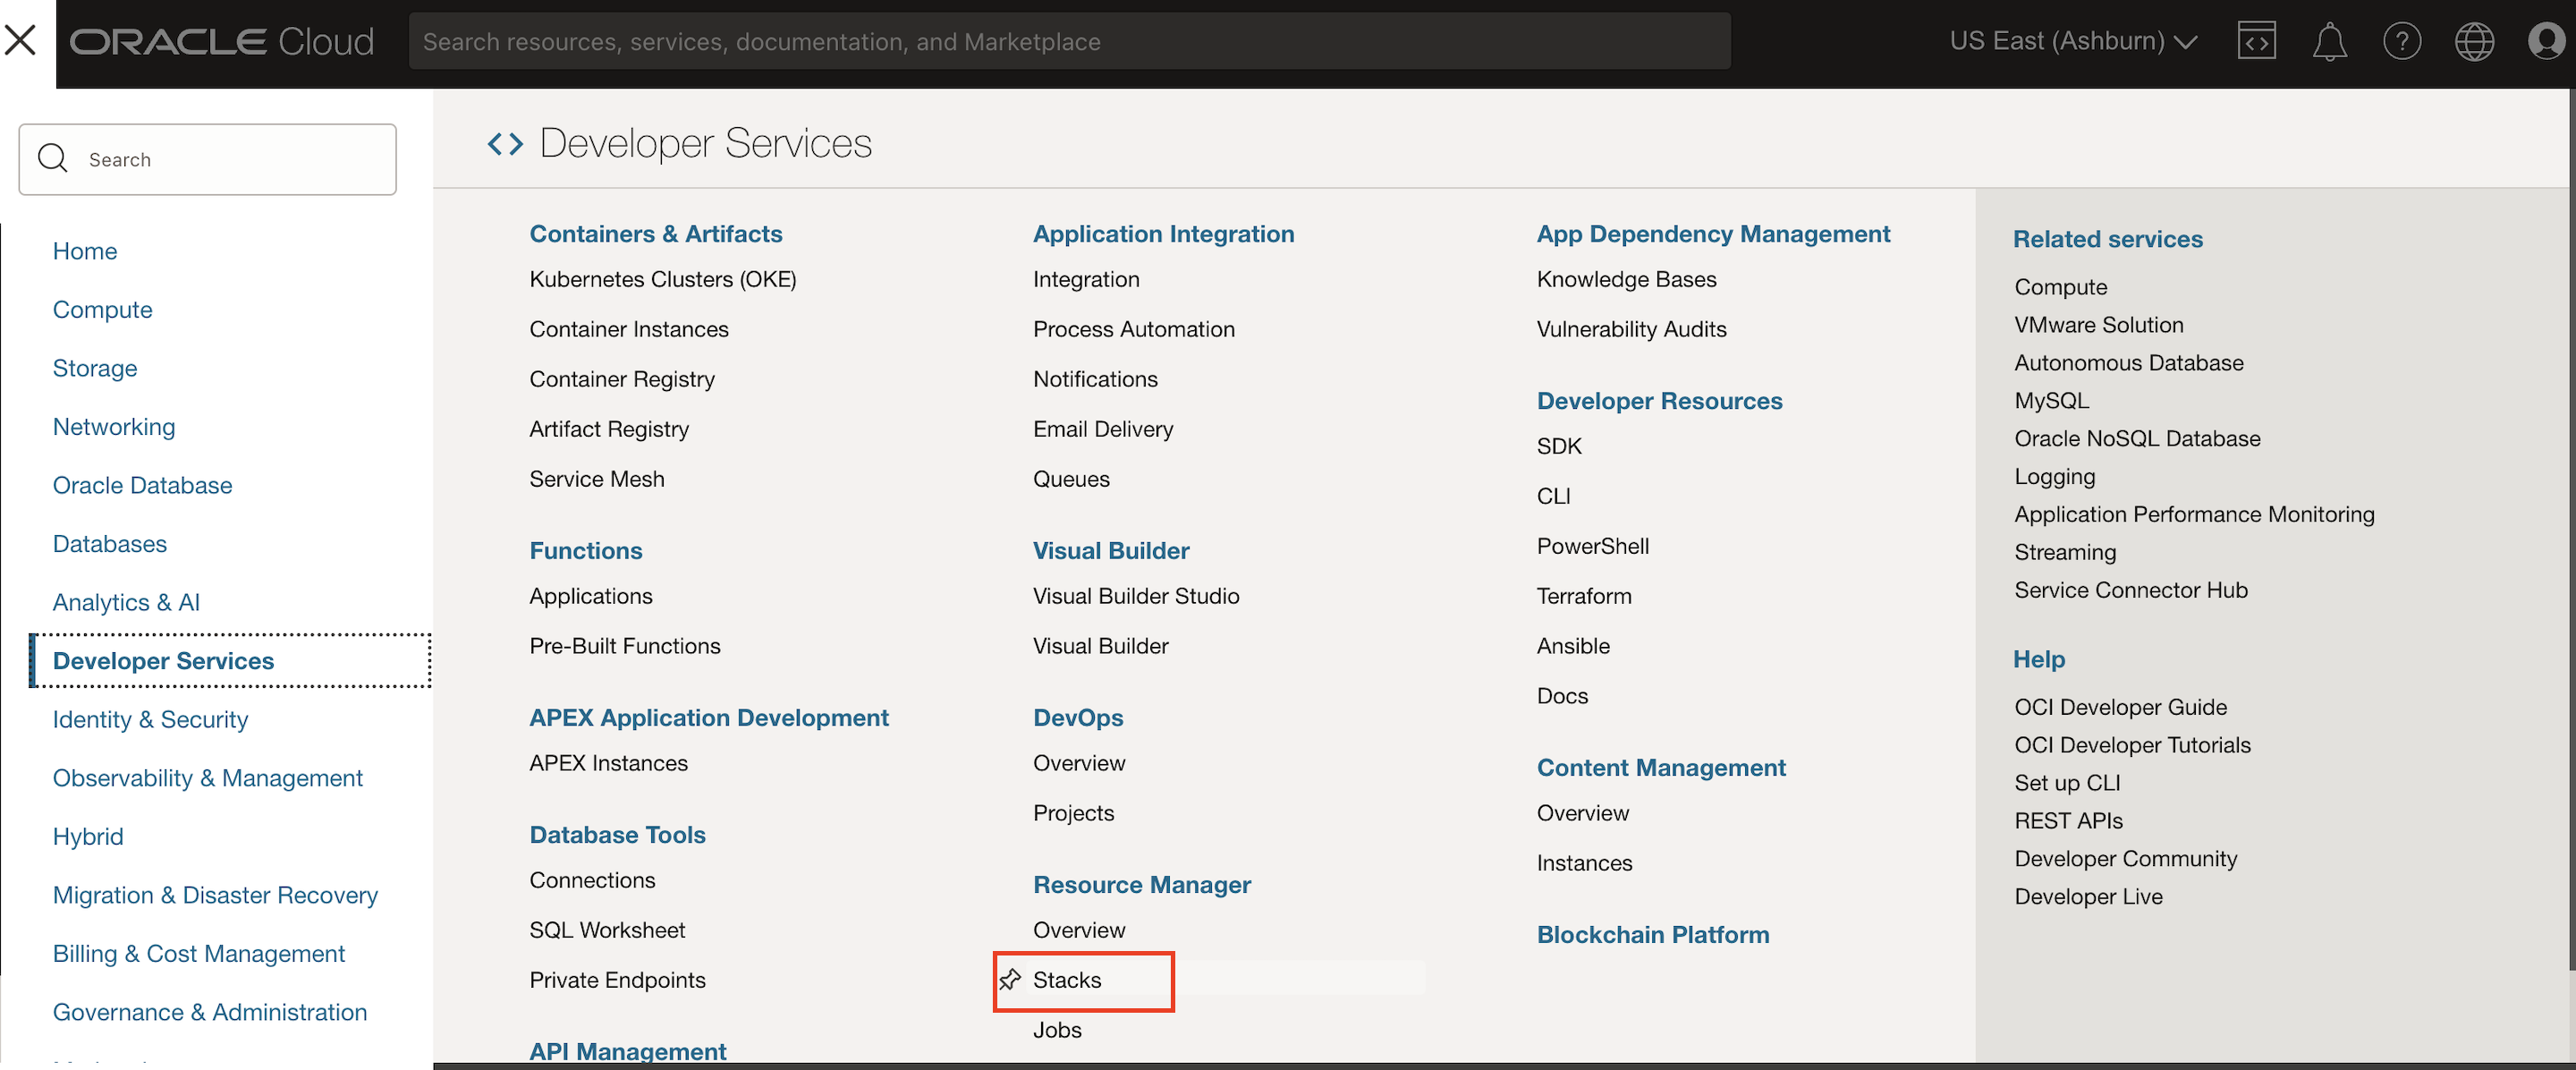 ORACLE Cloud
Search resources, services, documentation, and Marketplace
US East (Ashburn)
Search
Home
Compute
Storage
Networking
Oracle Database
Databases
Analytics & AI
Developer Services
Identity & Security
Observability & Management
Hybrid
Migration & Disaster Recovery
Billing & Cost Management
Governance & Administration
Developer Services
Containers & Artifacts
Kubernetes Clusters (OKE)
Container Instances
Container Registry
Artifact Registry
Service Mesh
Functions
Applications
Pre-Built Functions
APEX Application Development
APEX Instances
Database Tools
Connections
SQL Worksheet
Private Endpoints
API Management
Application Integration
Integration
Process Automation
Notifications
Email Delivery
Queues
Visual Builder
Visual Builder Studio
Visual Builder
DevOps
Overview
Projects
Resource Manager
Overview
Stacks
Jobs
App Dependency Management
Knowledge Bases
Vulnerability Audits
Developer Resources
SDK
CLI
PowerShell
Terraform
Ansible
Docs
Content Management
Overview
Instances
Blockchain Platform
Related services
Compute
VMware Solution
Autonomous Database
MySQL
Oracle NoSQL Database
Logging
Application Performance Monitoring
Streaming
Service Connector Hub
Help
OCI Developer Guide
OCI Developer Tutorials
Set up CLI
REST APIs
Developer Community
Developer Live